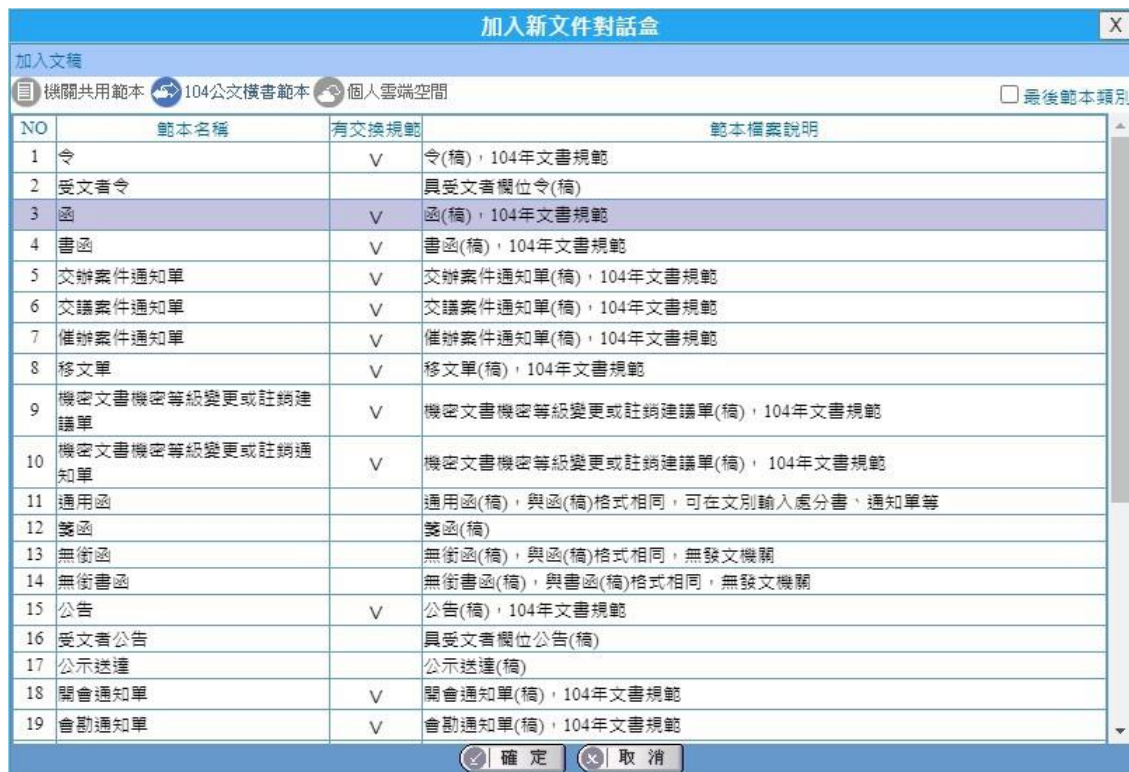 加入新文件對話盒 X
加入文稿
機關共用範本 104公文橫書範本 個人雲端空間 最後範本類別
NO 範本名稱 有交換規範 範本檔案說明
1 令 V 令(稿)，104年文書規範
2 受文者令 具受文者欄位令(稿)
3 函 V 函(稿)，104年文書規範
4 書函 V 書函(稿)，104年文書規範
5 交辦案件通知單 V 交辦案件通知單(稿)，104年文書規範
6 交議案件通知單 V 交議案件通知單(稿)，104年文書規範
7 催辦案件通知單 V 催辦案件通知單(稿)，104年文書規範
8 移文單 V 移文單(稿)，104年文書規範
9 機密文書機密等級變更或註銷建
議單 V 機密文書機密等級變更或註銷建議單(稿)，104年文書規範
10 機密文書機密等級變更或註銷通
知單 V 機密文書機密等級變更或註銷建議單(稿)， 104年文書規範
11 通用函 通用函(稿)，與函(稿)格式相同，可在文別輸入處分書、通知單等
12 箋函 箋函(稿)
13 無銜函 無銜函(稿)，與函(稿)格式相同，無發文機關
14 無銜書函 無銜書函(稿)，與書函(稿)格式相同，無發文機關
15 公告 V 公告(稿)，104年文書規範
16 受文者公告 具受文者欄位公告(稿)
17 公示送達 公示送達(稿)
18 開會通知單 V 開會通知單(稿)，104年文書規範
19 會勘通知單 V 會勘通知單(稿)，104年文書規範
確 定 取 消